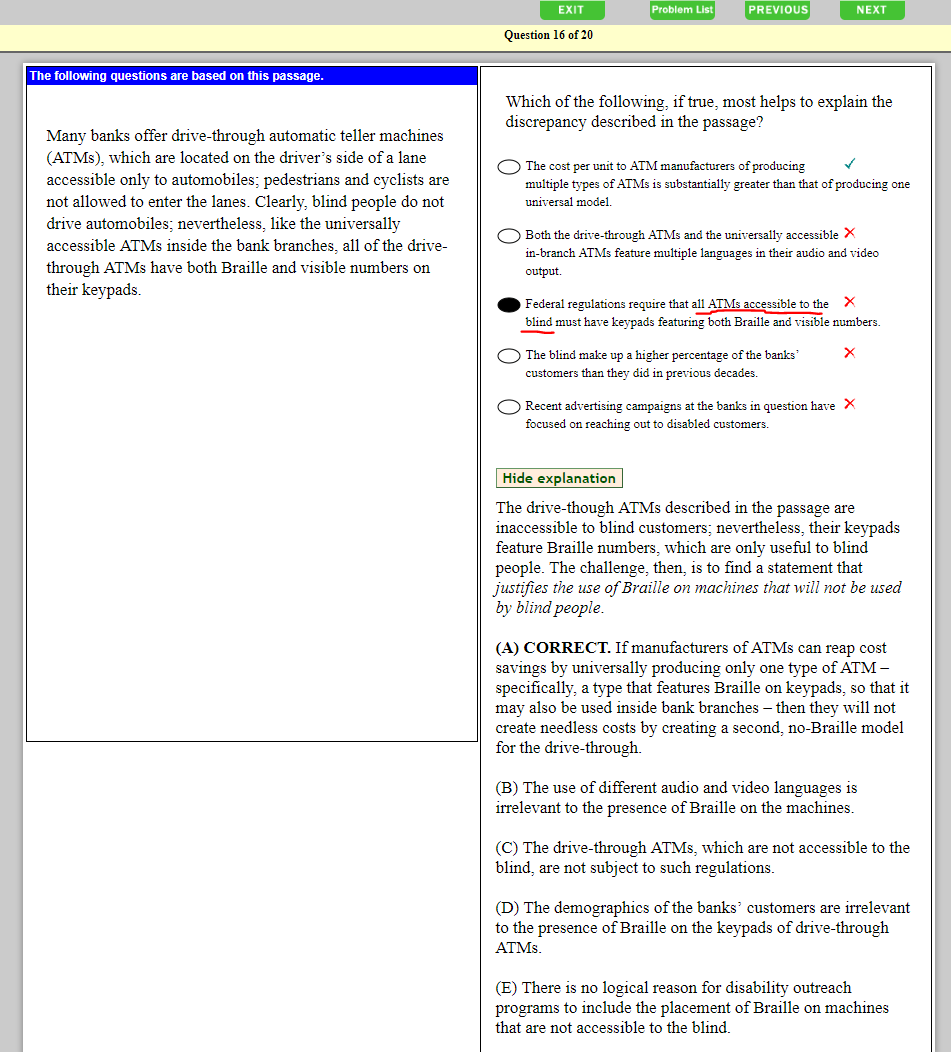 EXIT Problem List PREVIOUS NEXT
Question 16 of 20
The following questions are based on this passage.
Many banks offer drive-through automatic teller machines
(ATMs), which are located on the driver’s side of a lane
accessible only to automobiles; pedestrians and cyclists are
not allowed to enter the lanes. Clearly, blind people do not
drive automobiles; nevertheless, like the universally
accessible ATMs inside the bank branches, all of the drive-
through ATMs have both Braille and visible numbers on
their keypads.
Which of the following, if true, most helps to explain the
discrepancy described in the passage?
The cost per unit to ATM manufacturers of producing
multiple types of ATMs is substantially greater than that of producing one
universal model.
Both the drive-through ATMs and the universally accessible
in-branch ATMs feature multiple languages in their audio and video
output.
Federal regulations require that all ATMs accessible to the
blind must have keypads featuring both Braille and visible numbers.
The blind make up a higher percentage of the banks’
customers than they did in previous decades.
Recent advertising campaigns at the banks in question have
focused on reaching out to disabled customers.
Hide explanation
The drive-though ATMs described in the passage are
inaccessible to blind customers; nevertheless, their keypads
feature Braille numbers, which are only useful to blind
people. The challenge, then, is to find a statement that
justifies the use of Braille on machines that will not be used
by blind people.
(A) CORRECT. If manufacturers of ATMs can reap cost
savings by universally producing only one type of ATM –
specifically, a type that features Braille on keypads, so that it
may also be used inside bank branches – then they will not
create needless costs by creating a second, no-Braille model
for the drive-through.
(B) The use of different audio and video languages is
irrelevant to the presence of Braille on the machines.
(C) The drive-through ATMs, which are not accessible to the
blind, are not subject to such regulations.
(D) The demographics of the banks’ customers are irrelevant
to the presence of Braille on the keypads of drive-through
ATMs.
(E) There is no logical reason for disability outreach
programs to include the placement of Braille on machines
that are not accessible to the blind.